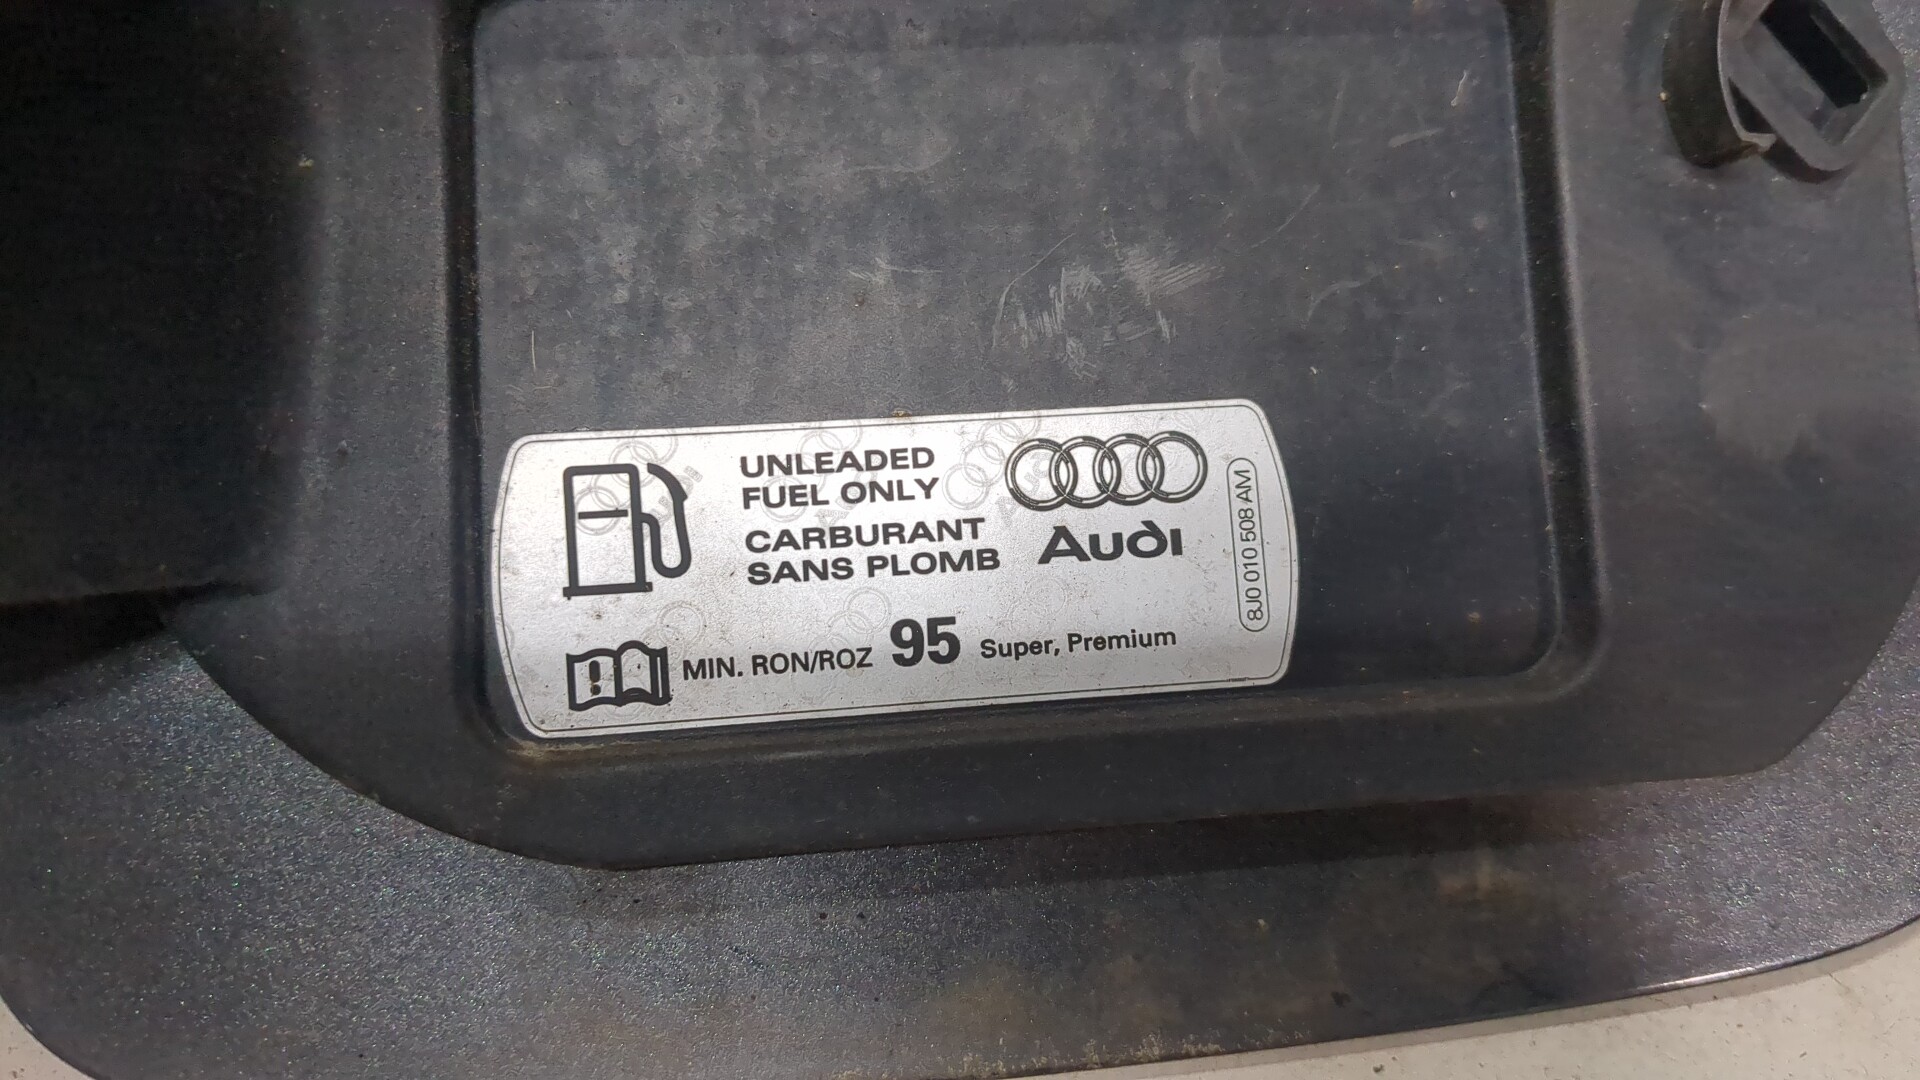 UNLEADED
FUEL ONLY
CARBURANT
SANS PLOMB
Audi
MIN. RON/ROZ 95 Super, Premium
8J0 010 508 AM